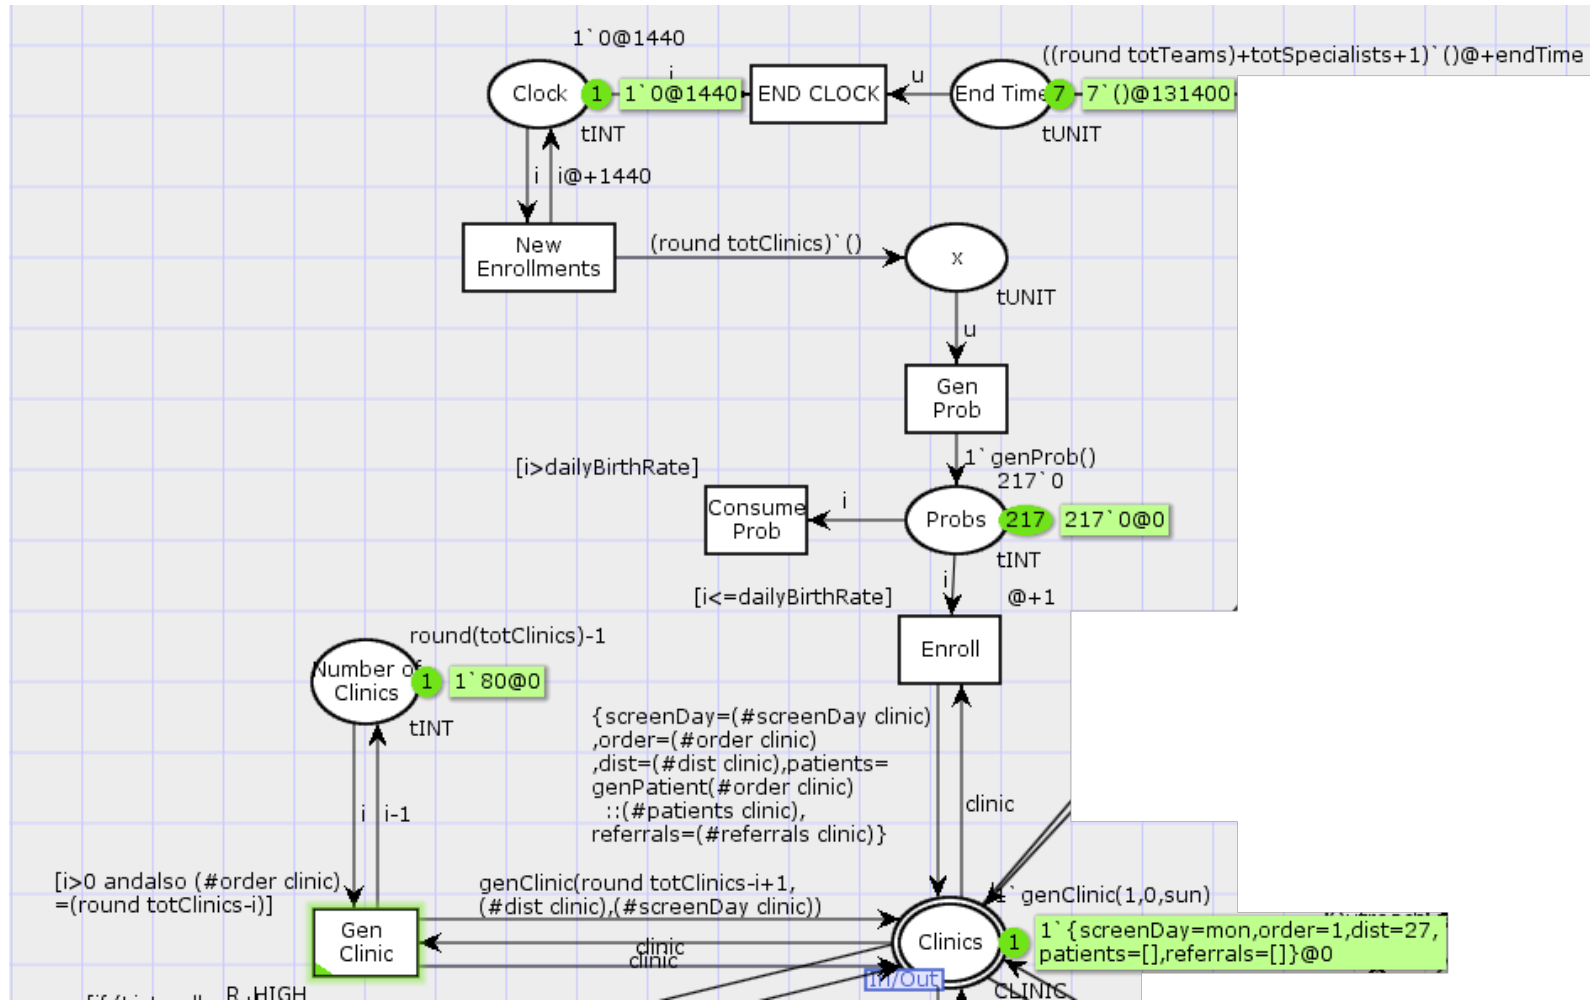 1`0@1440
((round totTeams)+totSpecialists+1)`()@+endTime
i
u
Clock
1
1`0@1440
END CLOCK
End Time
7
7`()@131400
tINT
tUNIT
i
i@+1440
New
Enrollments
(round totClinics)`()
x
tUNIT
u
Gen
Prob
1`genProb()
[i>dailyBirthRate]
217`0
Consume
Prob
i
Probs
217
217`0@0
tINT
i
[i<=dailyBirthRate]
@+1
Enroll
round(totClinics)-1
Number of
Clinics
1
1`80@0
tINT
{screenDay=(#screenDay clinic)
,order=(#order clinic)
,dist=(#dist clinic),patients=
genPatient(#order clinic)
::(#patients clinic),
referrals=(#referrals clinic)}
clinic
i
i-1
[i>0 andalso (#order clinic)
=(round totClinics-i)]
genClinic(round totClinics-i+1,
(#dist clinic),(#screenDay clinic))
1`genClinic(1,0,sun)
Gen
Clinic
clinic
clinic
Clinics
1
1`{screenDay=mon,order=1,dist=27,
patients=[],referrals=[]}@0
In/Out
CLINIC
HIGH